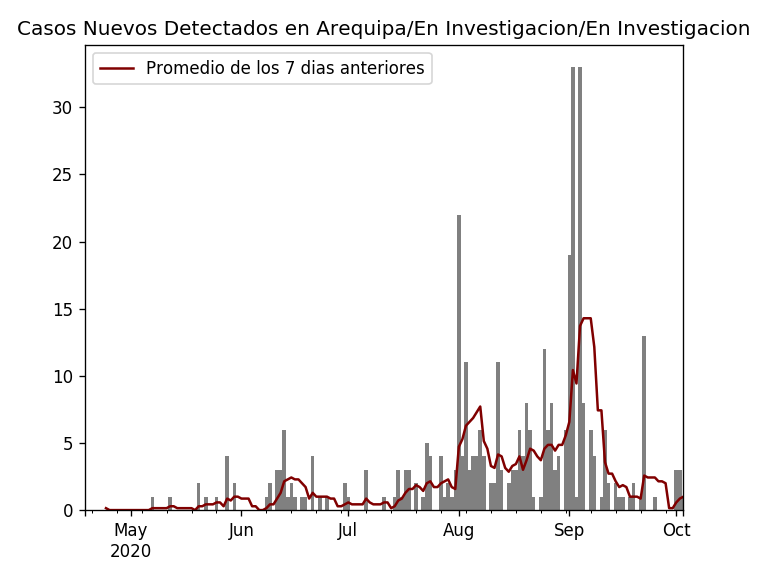 Casos Nuevos Detectados en Arequipa/En Investigacion/En Investigacion
Promedio de los 7 dias anteriores
30
25
20
15
10
5
0
May Jun Jul Aug Sep Oct
2020